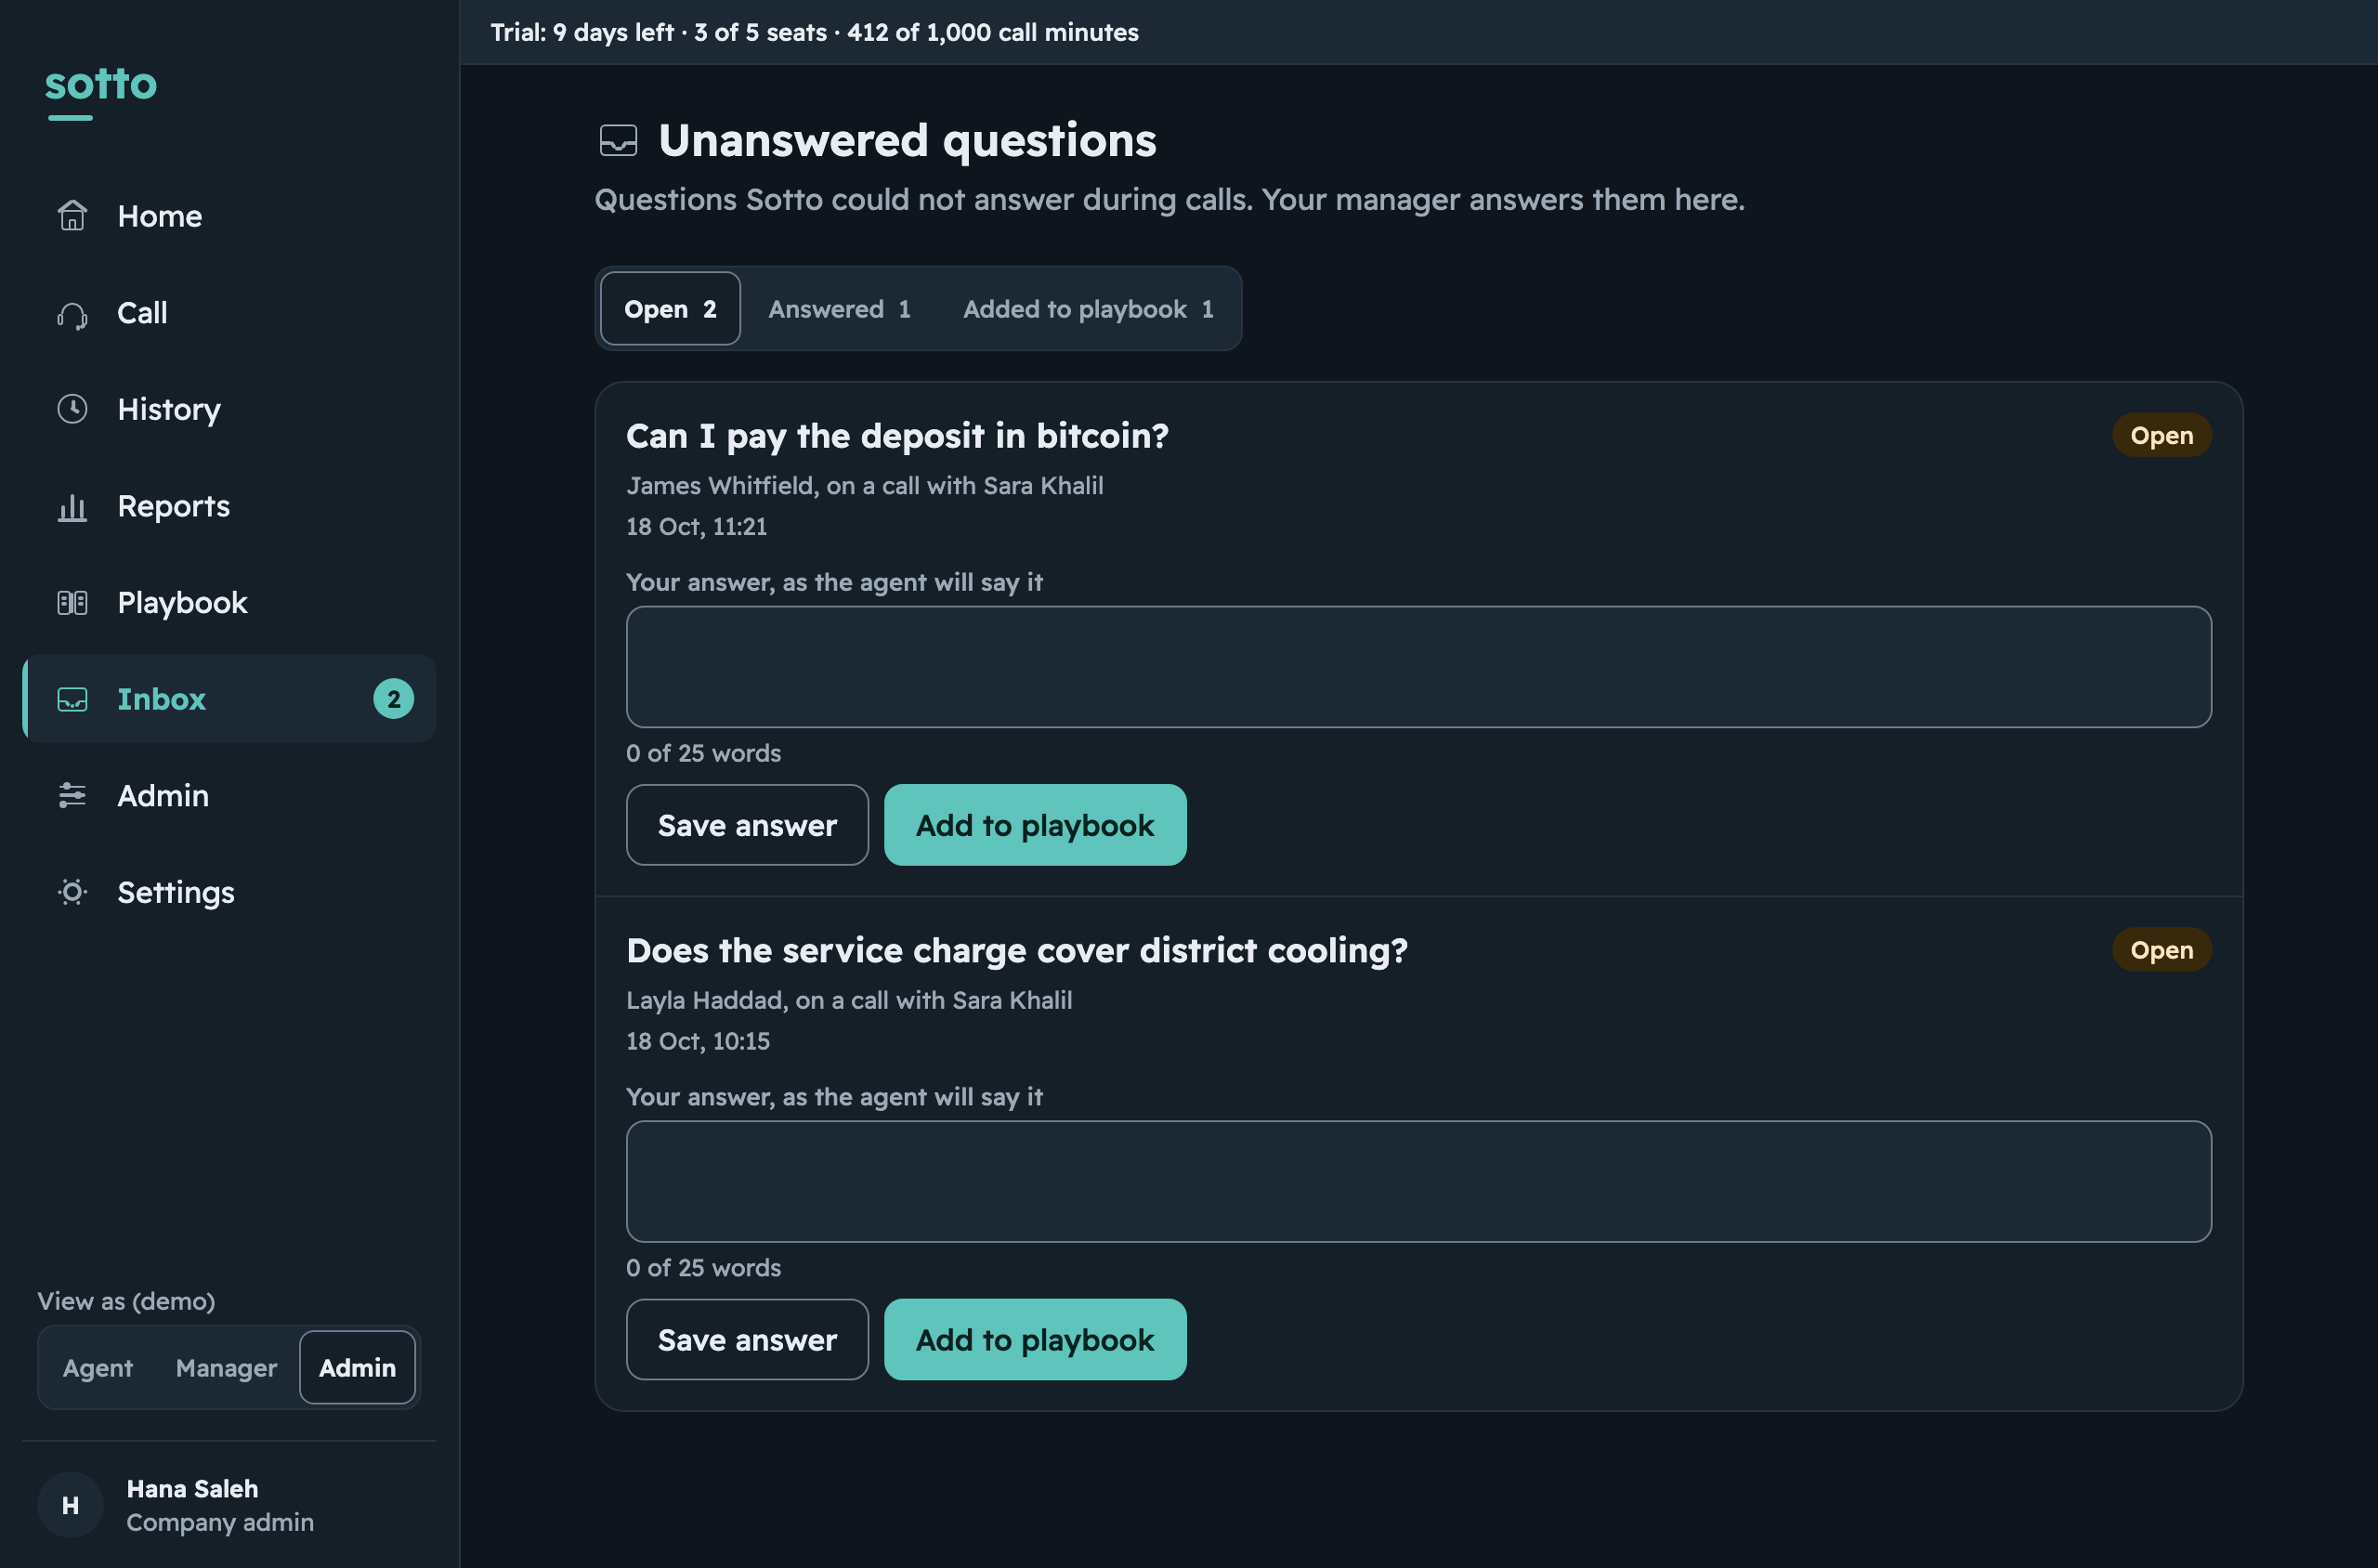 sotto
Home
Call
History
Reports
Playbook
Inbox 2
Admin
Settings
View as (demo)
Agent Manager Admin
H
Hana Saleh
Company admin
Trial: 9 days left · 3 of 5 seats · 412 of 1,000 call minutes
Unanswered questions
Questions Sotto could not answer during calls. Your manager answers them here.
Open 2 Answered 1 Added to playbook 1
Can I pay the deposit in bitcoin? Open
James Whitfield, on a call with Sara Khalil
18 Oct, 11:21
Your answer, as the agent will say it
0 of 25 words
Save answer Add to playbook
Does the service charge cover district cooling? Open
Layla Haddad, on a call with Sara Khalil
18 Oct, 10:15
Your answer, as the agent will say it
0 of 25 words
Save answer Add to playbook